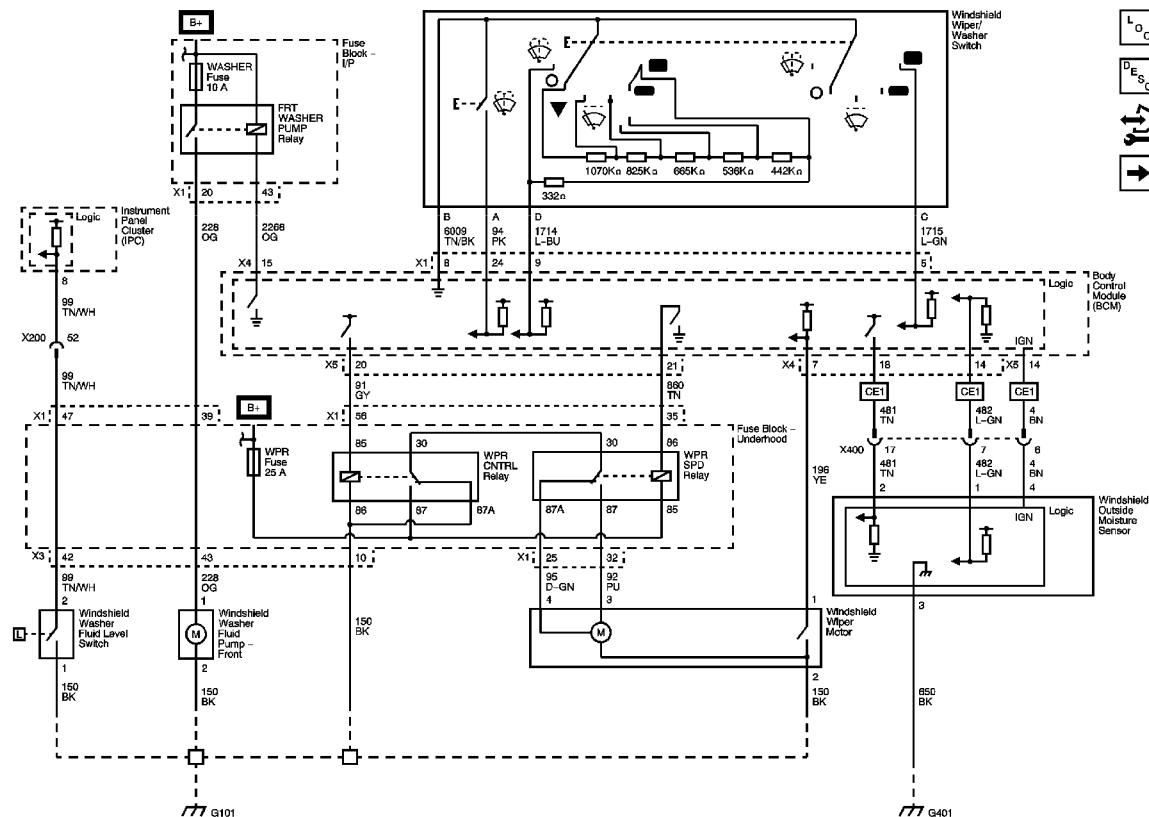 B+
Fuse
Block –
I/P
WASHER
Fuse
10 A
FRT
WASHER
PUMP
Relay
X1 20 43
228
OG
2268
OG
X4 15
Windshield
Wiper/
Washer
Switch
E
E
1070KΩ 825KΩ 665KΩ 536KΩ 442KΩ
332Ω
B A D C
6009
TN/BK
94
PK
1714
L-BU
1715
L-GN
X1 8 24 9 5
L
O
C
D
E
S
C
Logic
Instrument
Panel
Cluster
(IPC)
8
99
TN/WH
X200 52
99
TN/WH
Logic
Body
Control
Module
(BCM)
IGN
X5 20 21 X4 7 18 14 X5 14
91
GY
860
TN
CE1 CE1 CE1
481
TN
482
L-GN
4
BN
X400 17 7 6
481
TN
482
L-GN
4
BN
2 1 4
X1 47 39
B+
X1 56 35
Fuse Block –
Underhood
WPR
Fuse
25 A
85 30 30 86
WPR
CNTRL
Relay
WPR
SPD
Relay
86 87 87A 87A 87 85
196
YE
X3 42 43 10 X1 25 32
99
TN/WH
228
OG
95
D-GN
92
PU
2 1 4 3 1
L
Windshield
Washer
Fluid Level
Switch
M
Windshield
Washer
Fluid
Pump –
Front
150
BK
M
Windshield
Wiper
Motor
1 2 2
150
BK
150
BK
150
BK
IGN
Logic
Windshield
Outside
Moisture
Sensor
3
650
BK
G101
G401